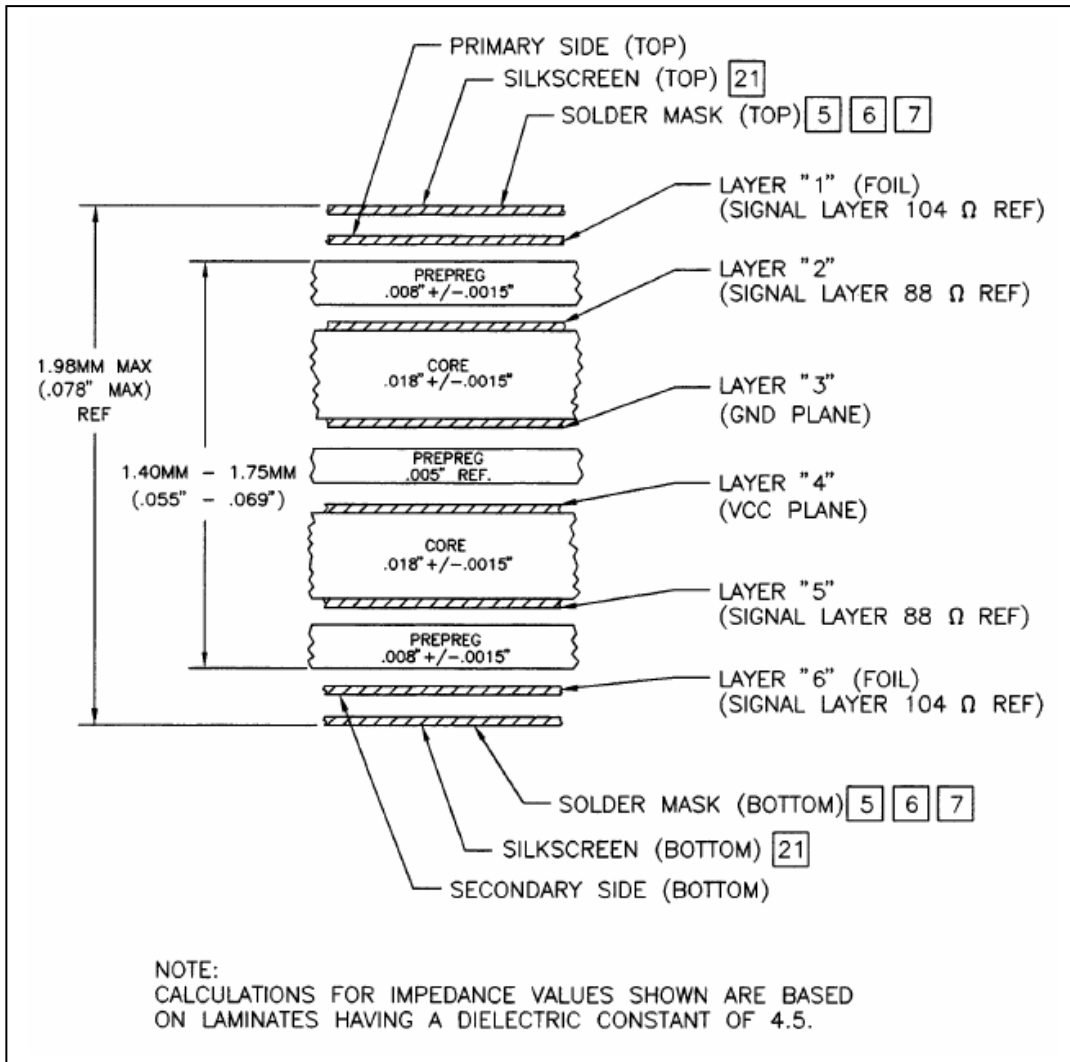 PRIMARY SIDE (TOP)
SILKSCREEN (TOP) 21
SOLDER MASK (TOP) 5 6 7
LAYER "1" (FOIL)
(SIGNAL LAYER 104 Ω REF)
PREPREG
.008"+/-.0015"
LAYER "2"
(SIGNAL LAYER 88 Ω REF)
1.98MM MAX
(.078" MAX)
REF
CORE
.018"+/-.0015"
LAYER "3"
(GND PLANE)
1.40MM - 1.75MM
(.055" - .069")
PREPREG
.005" REF.
LAYER "4"
(VCC PLANE)
CORE
.018"+/-.0015"
LAYER "5"
(SIGNAL LAYER 88 Ω REF)
PREPREG
.008"+/-.0015"
LAYER "6" (FOIL)
(SIGNAL LAYER 104 Ω REF)
SOLDER MASK (BOTTOM) 5 6 7
SILKSCREEN (BOTTOM) 21
SECONDARY SIDE (BOTTOM)
NOTE:
CALCULATIONS FOR IMPEDANCE VALUES SHOWN ARE BASED
ON LAMINATES HAVING A DIELECTRIC CONSTANT OF 4.5.